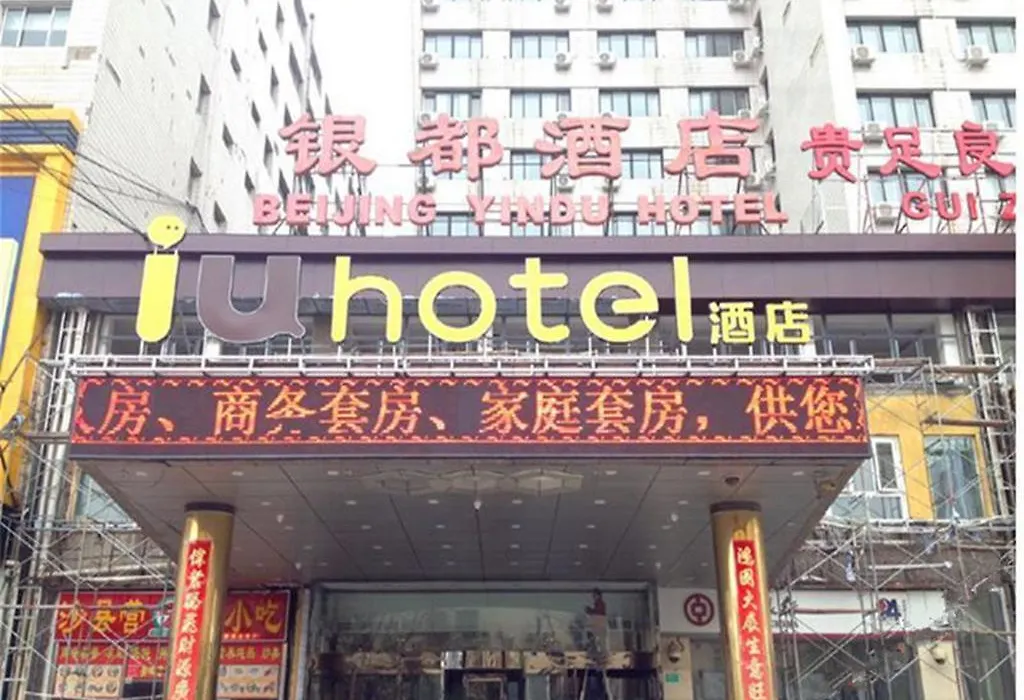 银都酒店
贵足良
BEIJING YINDU HOTEL
GUI Z
iu hotel 酒店
房、商务套房、家庭套房，供您
沙县营
小吃
24